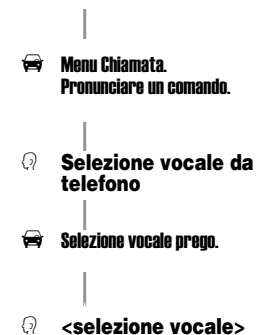 Menu Chiamata.
Pronunciare un comando.
Selezione vocale da
telefono
Selezione vocale prego.
<selezione vocale>